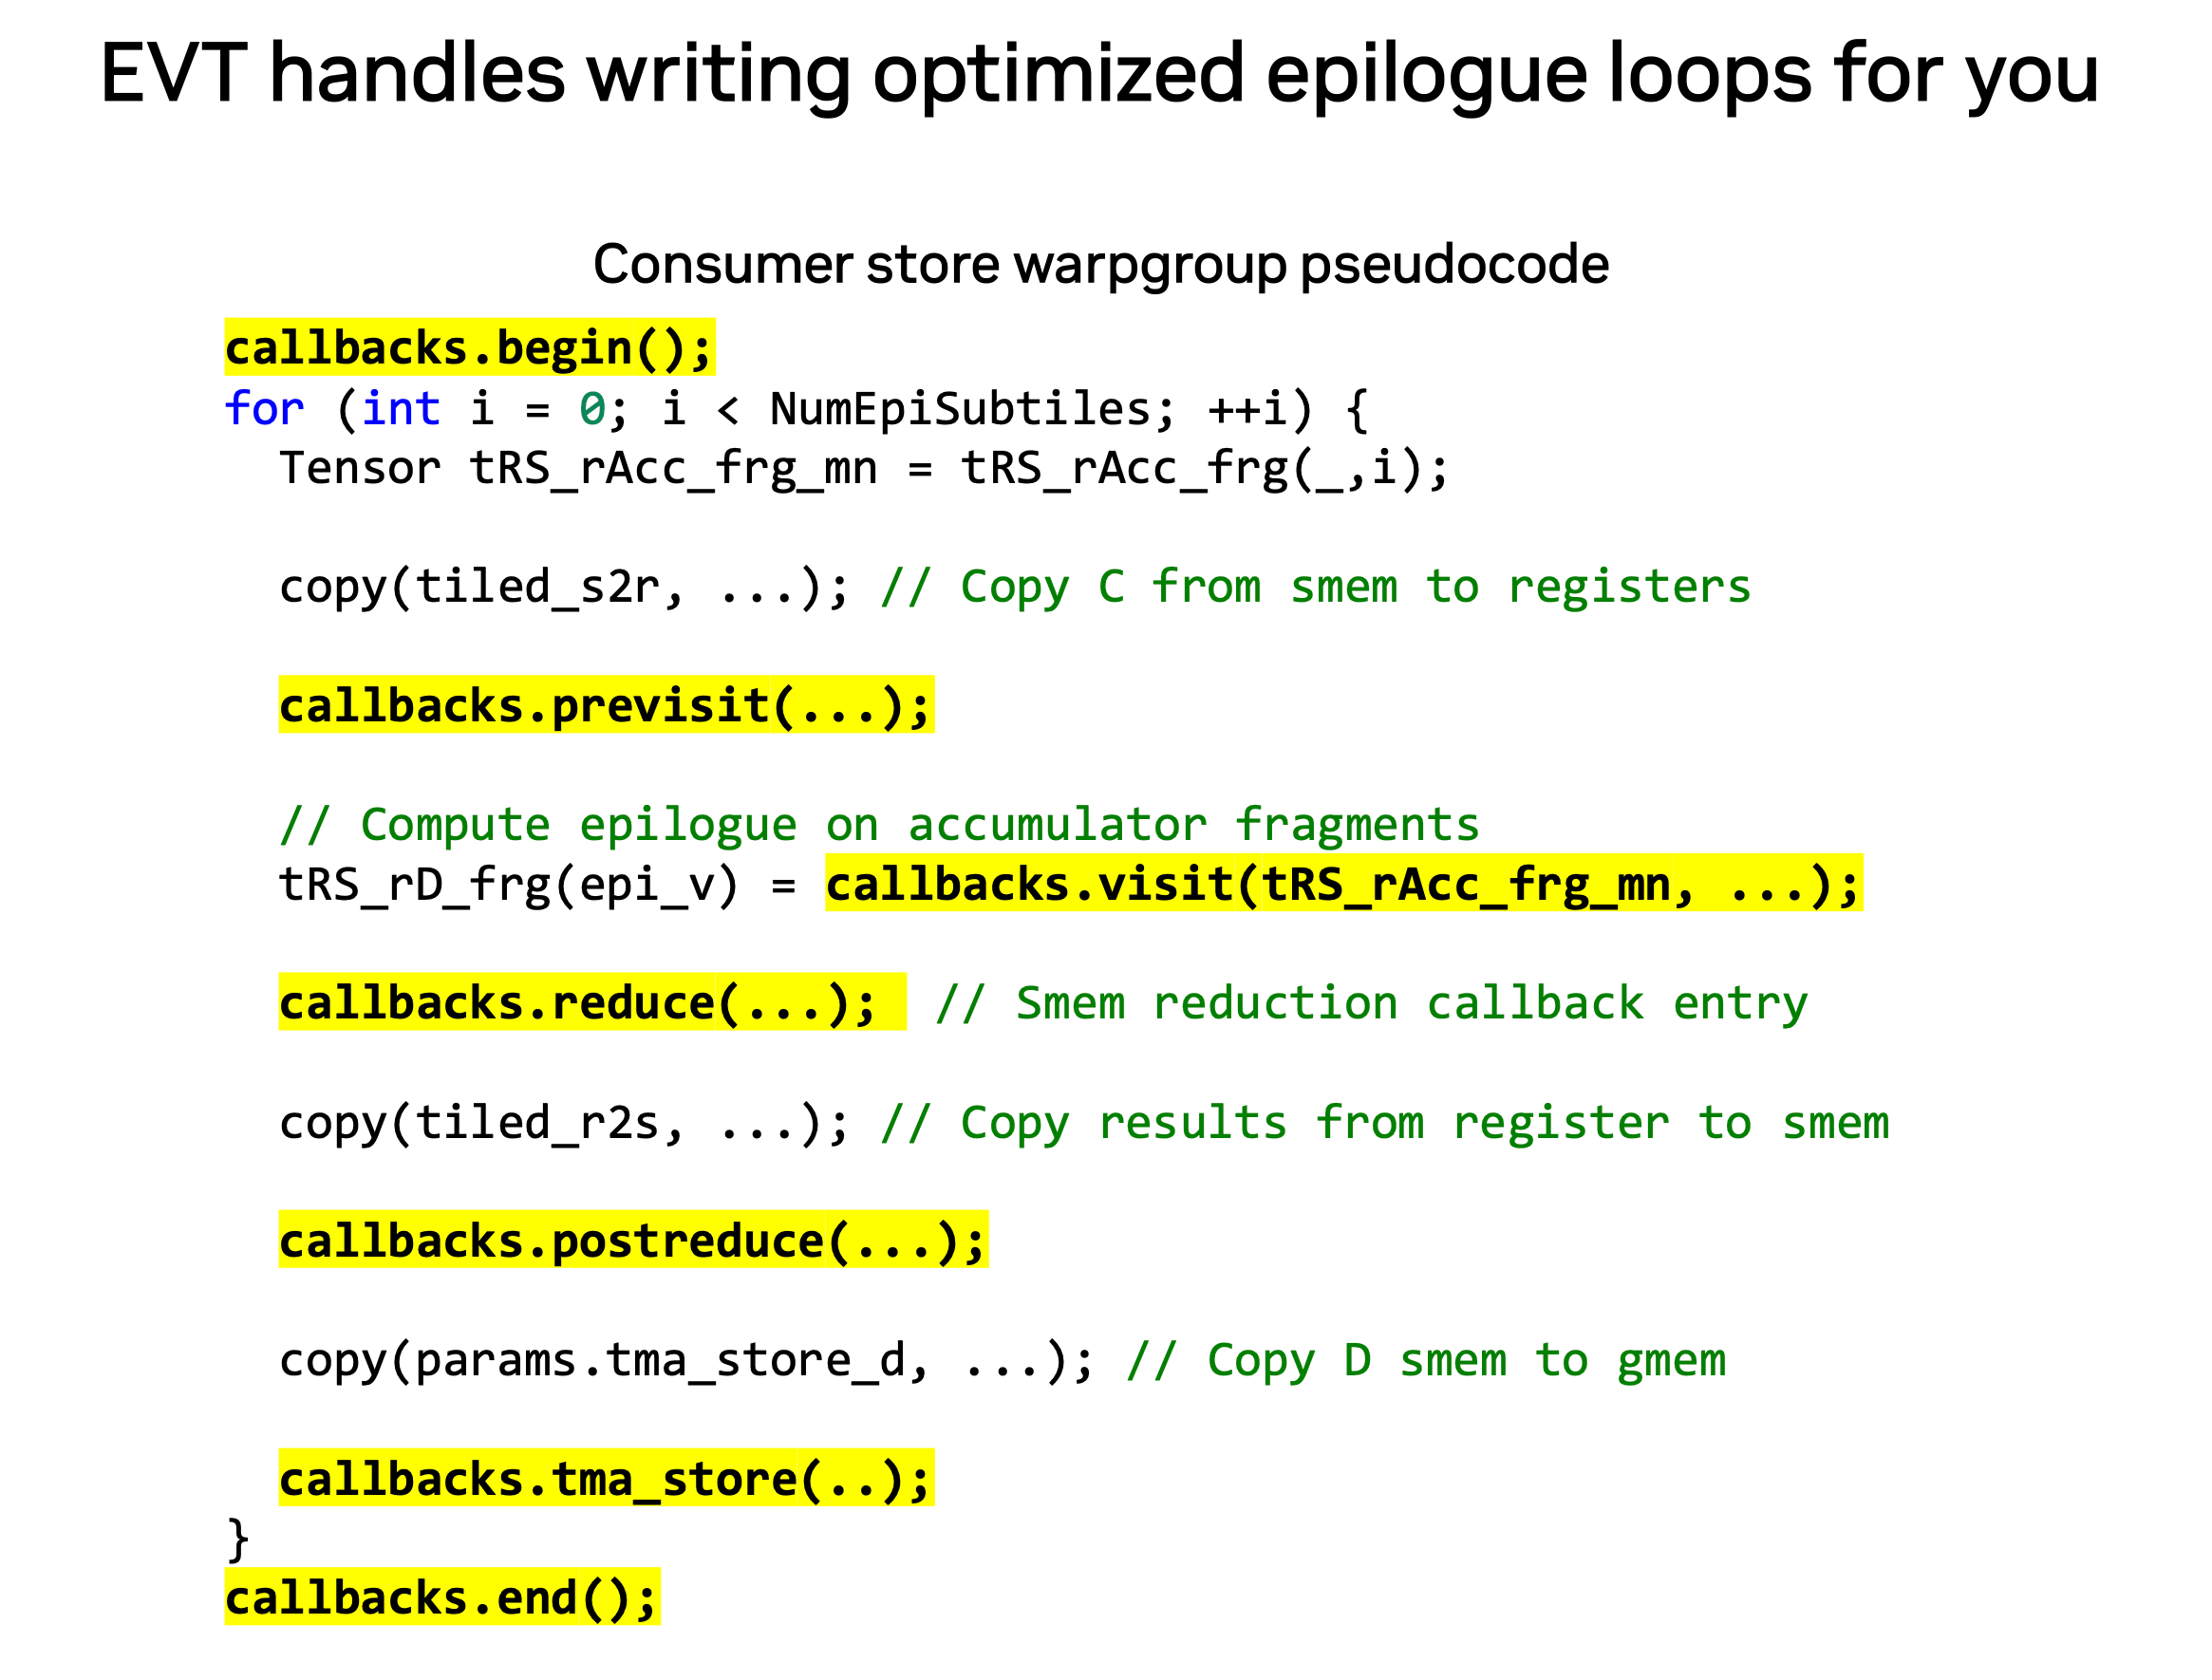 EVT handles writing optimized epilogue loops for you
Consumer store warpgroup pseudocode
callbacks.begin();
for (int i = 0; i < NumEpiSubtiles; ++i) {
  Tensor tRS_rAcc_frg_mn = tRS_rAcc_frg(_,i);
  copy(tiled_s2r, ...); // Copy C from smem to registers
  callbacks.previsit(...);
  // Compute epilogue on accumulator fragments
  tRS_rD_frg(epi_v) = callbacks.visit(tRS_rAcc_frg_mn, ...);
  callbacks.reduce(...);  // Smem reduction callback entry
  copy(tiled_r2s, ...); // Copy results from register to smem
  callbacks.postreduce(...);
  copy(params.tma_store_d, ...); // Copy D smem to gmem
  callbacks.tma_store(..);
}
callbacks.end();